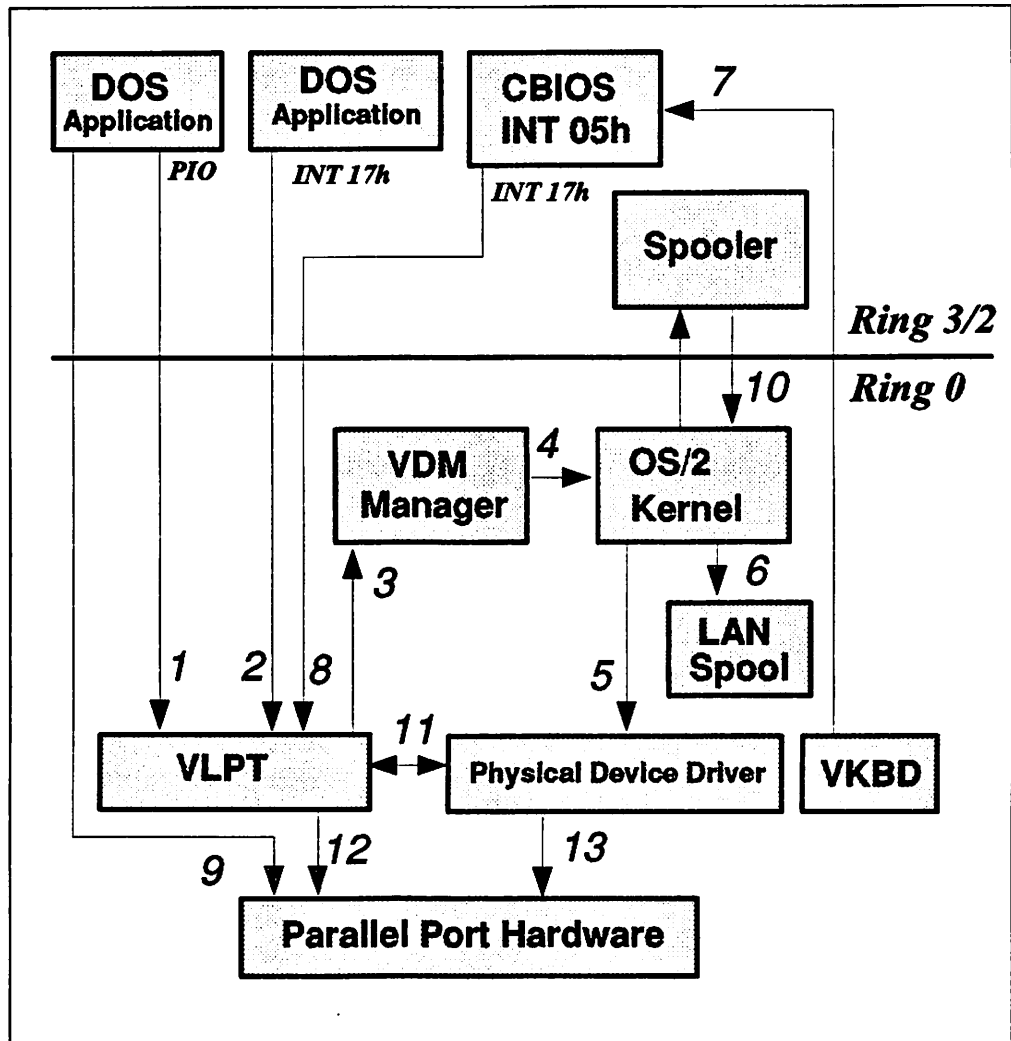 DOS
Application
DOS
Application
CBIOS
INT 05h
7
PIO
INT 17h
INT 17h
Spooler
Ring 3/2
Ring 0
10
VDM
Manager
4
OS/2
Kernel
3
6
LAN
Spool
1
2
8
5
VLPT
11
Physical Device Driver
VKBD
9
12
13
Parallel Port Hardware